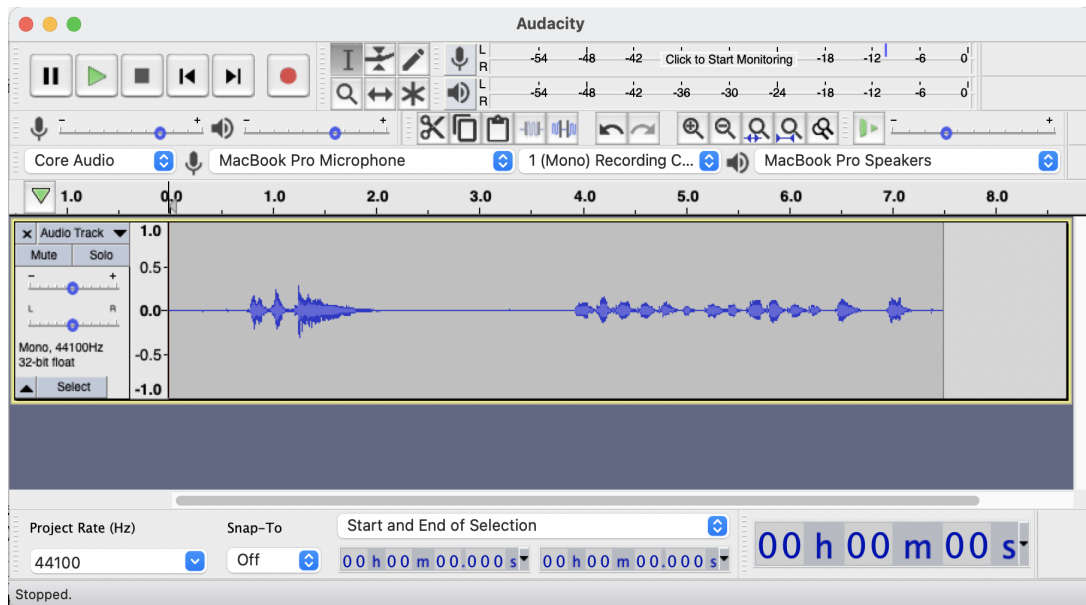 Audacity
L
R
-54 -48 -42 Click to Start Monitoring -18 -12 -6 0
L
R
-54 -48 -42 -36 -30 -24 -18 -12 -6 0
- + - + - +
Core Audio MacBook Pro Microphone 1 (Mono) Recording C... MacBook Pro Speakers
1.0 0.0 1.0 2.0 3.0 4.0 5.0 6.0 7.0 8.0
x Audio Track
Mute Solo
- +
L R
Mono, 44100Hz
32-bit float
Select
1.0
0.5-
0.0-
-0.5-
-1.0
Project Rate (Hz) Snap-To Start and End of Selection
44100 Off 00 h 00 m 00.000 s 00 h 00 m 00.000 s
00 h 00 m 00 s
Stopped.